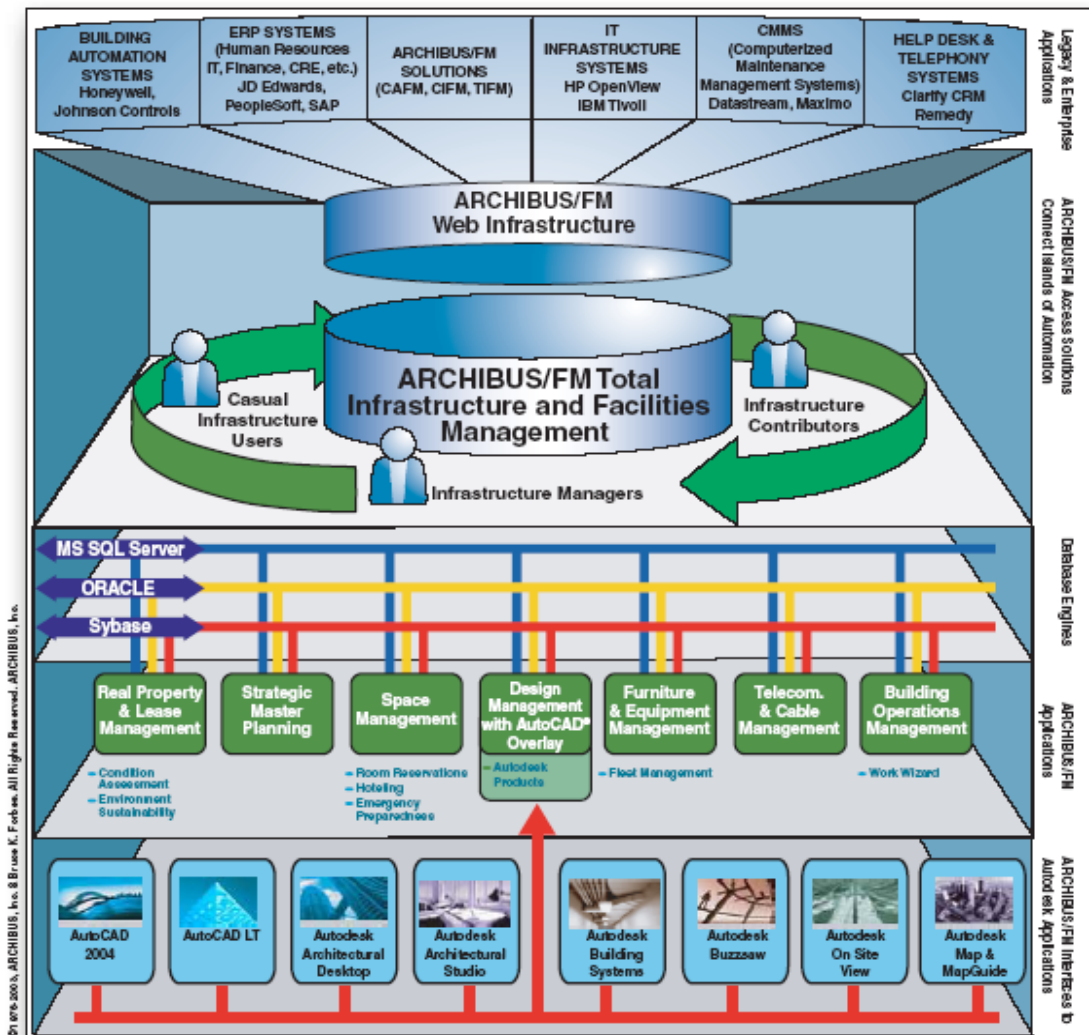 BUILDING
AUTOMATION
SYSTEMS
Honeywell,
Johnson Controls
ERP SYSTEMS
(Human Resources
IT, Finance, CRE, etc.)
JD Edwards,
PeopleSoft, SAP
ARCHIBUS/FM
SOLUTIONS
(CAFM, CIFM, TIFM)
IT
INFRASTRUCTURE
SYSTEMS
HP OpenView
IBM Tivoli
CMMS
(Computerized
Maintenance
Management Systems)
Datastream, Maximo
HELP DESK &
TELEPHONY
SYSTEMS
Clarify CRM
Remedy
Legacy & Enterprise
Applications
ARCHIBUS/FM
Web Infrastructure
ARCHIBUS/FM Total
Infrastructure and Facilities
Management
Casual
Infrastructure
Users
Infrastructure
Contributors
Infrastructure Managers
ARCHIBUS/FM Access Solutions
Connect Islands of Automation
MS SQL Server
ORACLE
Sybase
Database Engines
Real Property
& Lease
Management
Strategic
Master
Planning
Space
Management
Design
Management
with AutoCAD®
Overlay
Furniture
& Equipment
Management
Telecom.
& Cable
Management
Building
Operations
Management
– Condition
Assessment
– Environment
Sustainability
– Room Reservations
– Hoteling
– Emergency
Preparedness
– Autodesk
Products
– Fleet Management
– Work Wizard
ARCHIBUS/FM
Applications
AutoCAD
2004
AutoCAD LT
Autodesk
Architectural
Desktop
Autodesk
Architectural
Studio
Autodesk
Building
Systems
Autodesk
Buzzsaw
Autodesk
On Site
View
Autodesk
Map &
MapGuide
ARCHIBUS/FM Interfaces to
Autodesk Applications
ARCHIBUS, Inc. & Bruce K. Forbes. All Rights Reserved. ARCHIBUS, Inc.